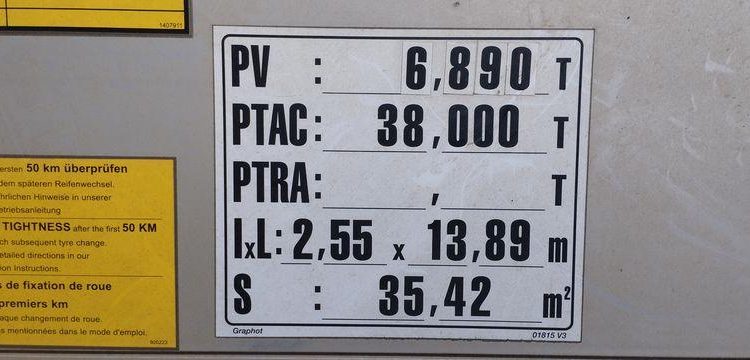 1407911
PV : 6,890 T
PTAC: 38,000 T
PTRA: , T
IxL: 2,55 x 13,89 m
S : 35,42 m²
Graphot 01815 V3
ersten 50 km überprüfen
dem späteren Reifenwechsel.
hrlichen Hinweise in unserer
etriebsanleitung
TIGHTNESS after the first 50 KM
ch subsequent tyre change.
etailed directions in our
on Instructions.
s de fixation de roue
premiers km
aque changement de roue.
s mentionnées dans le mode d'emploi.